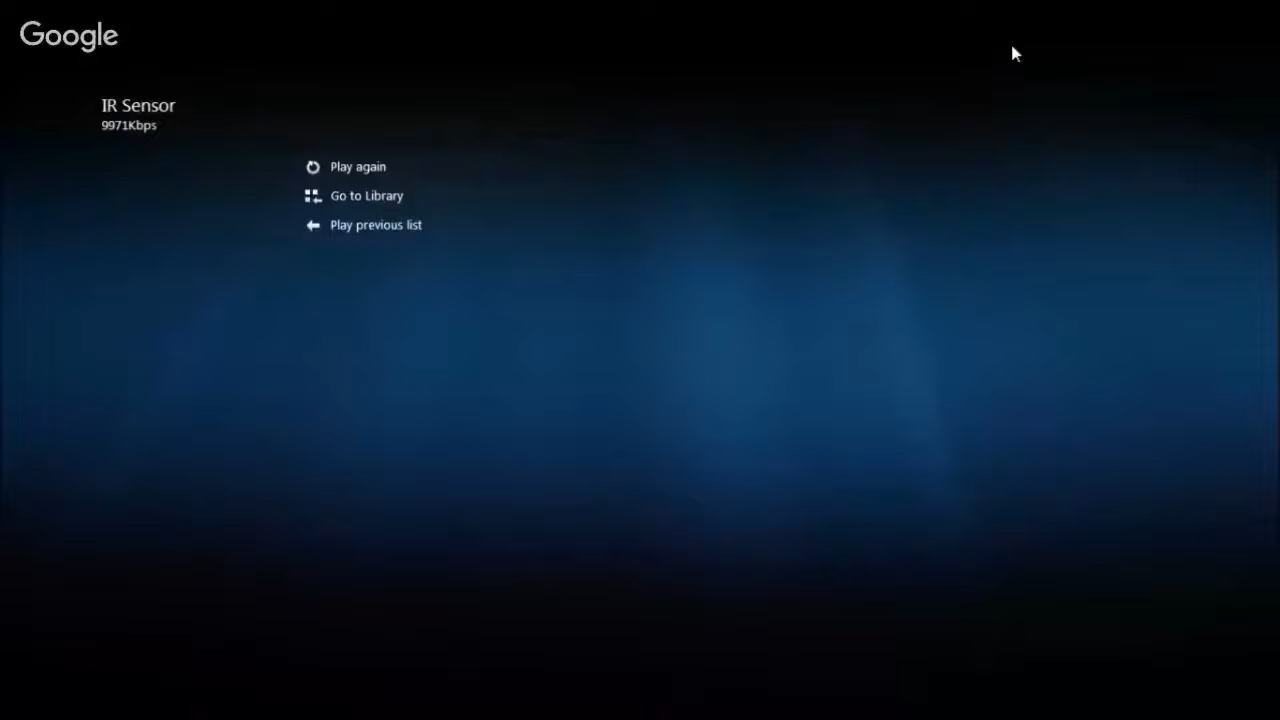 Google
IR Sensor
9971Kbps
Play again
Go to Library
Play previous list